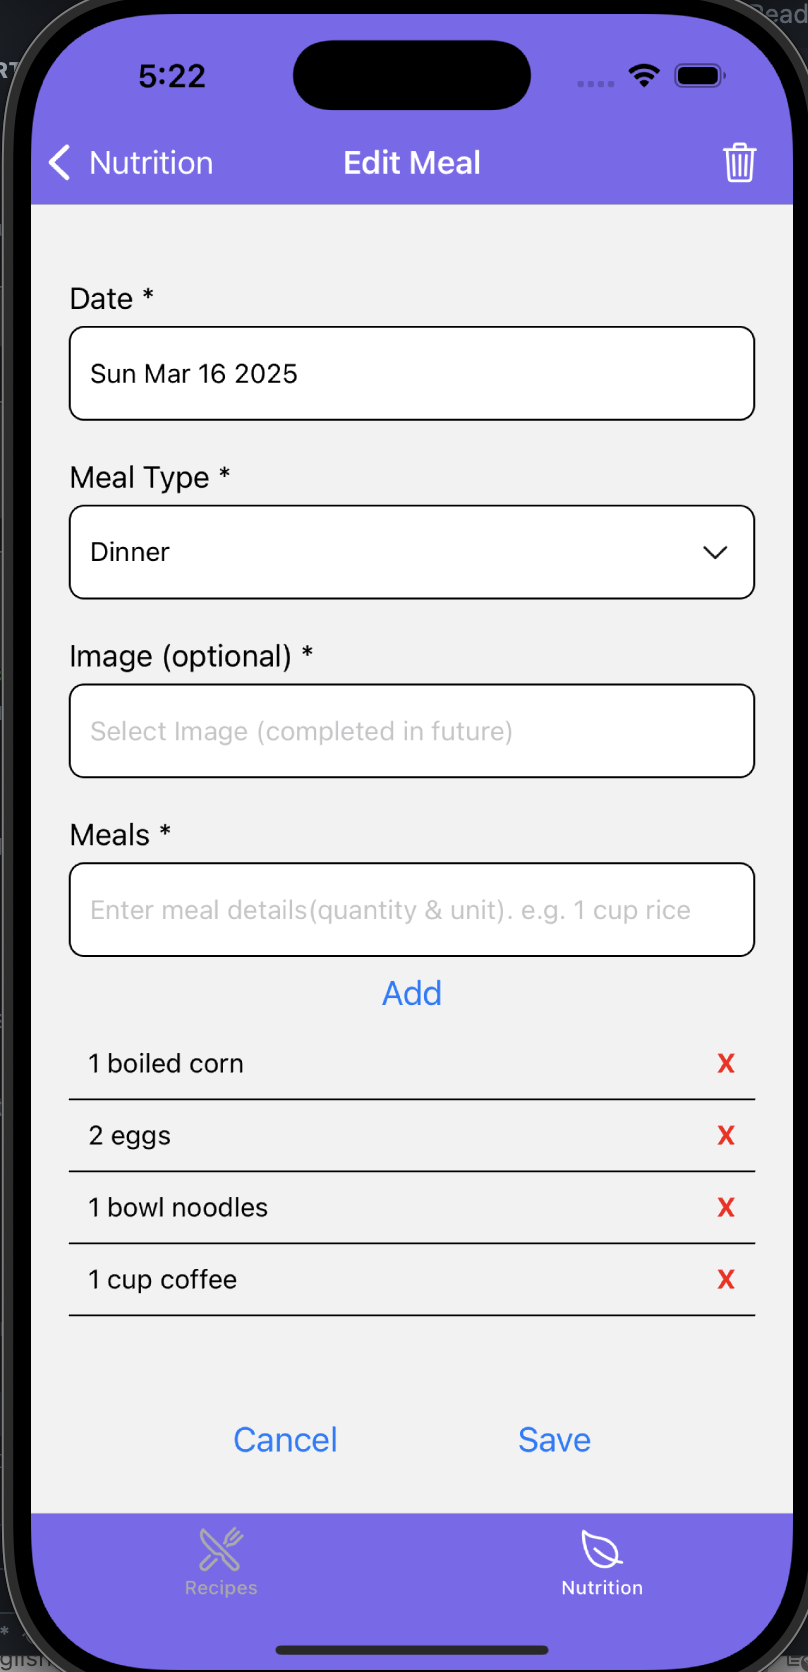 5:22
Nutrition
Edit Meal
Date *
Sun Mar 16 2025
Meal Type *
Dinner
Image (optional) *
Select Image (completed in future)
Meals *
Enter meal details(quantity & unit). e.g. 1 cup rice
Add
1 boiled corn X
2 eggs X
1 bowl noodles X
1 cup coffee X
Cancel
Save
Recipes
Nutrition